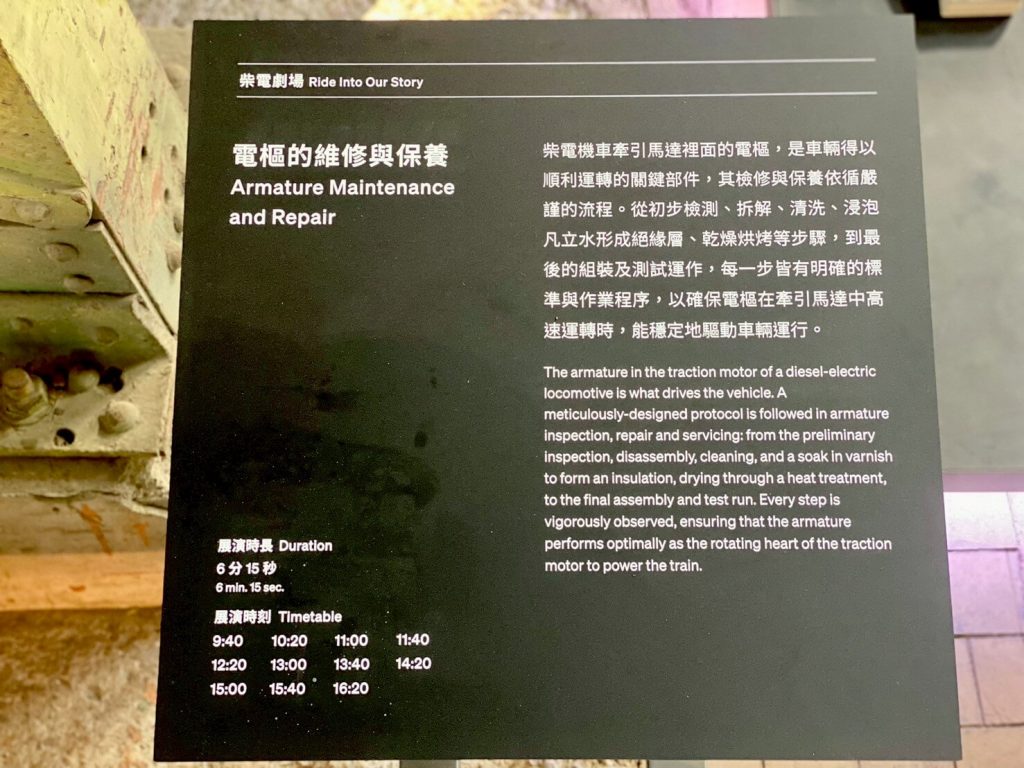 柴電劇場 Ride Into Our Story
電樞的維修與保養
Armature Maintenance
and Repair
柴電機車牽引馬達裡面的電樞，是車輛得以
順利運轉的關鍵部件，其檢修與保養依循嚴
謹的流程。從初步檢測、拆解、清洗、浸泡
凡立水形成絕緣層、乾燥烘烤等步驟，到最
後的組裝及測試運作，每一步皆有明確的標
準與作業程序，以確保電樞在牽引馬達中高
速運轉時，能穩定地驅動車輛運行。
The armature in the traction motor of a diesel-electric
locomotive is what drives the vehicle. A
meticulously-designed protocol is followed in armature
inspection, repair and servicing: from the preliminary
inspection, disassembly, cleaning, and a soak in varnish
to form an insulation, drying through a heat treatment,
to the final assembly and test run. Every step is
vigorously observed, ensuring that the armature
performs optimally as the rotating heart of the traction
motor to power the train.
展演時長 Duration
6 分 15 秒
6 min. 15 sec.
展演時刻 Timetable
9:40 10:20 11:00 11:40
12:20 13:00 13:40 14:20
15:00 15:40 16:20